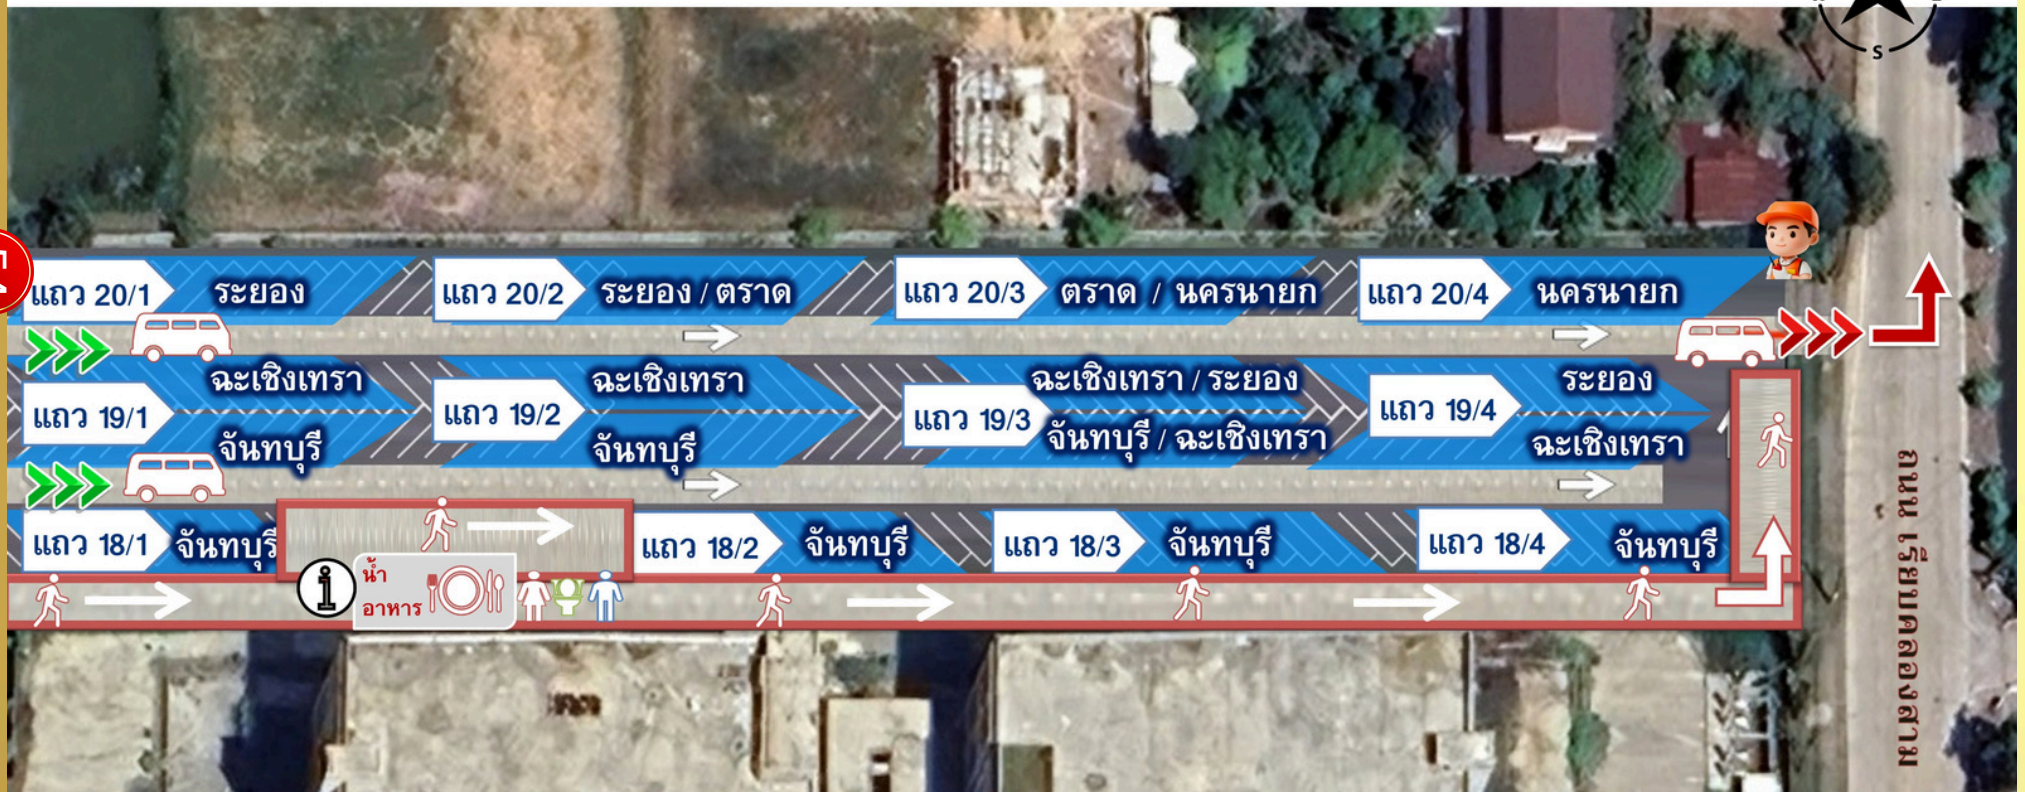 S
แถว 20/1
ระยอง
แถว 20/2
ระยอง / ตราด
แถว 20/3
ตราด / นครนายก
แถว 20/4
นครนายก
แถว 19/1
ฉะเชิงเทรา
จันทบุรี
แถว 19/2
ฉะเชิงเทรา
จันทบุรี
แถว 19/3
ฉะเชิงเทรา / ระยอง
จันทบุรี / ฉะเชิงเทรา
แถว 19/4
ระยอง
ฉะเชิงเทรา
แถว 18/1
จันทบุรี
แถว 18/2
จันทบุรี
แถว 18/3
จันทบุรี
แถว 18/4
จันทบุรี
i
น้ำ
อาหาร
ถนน เรียบคลองสาม